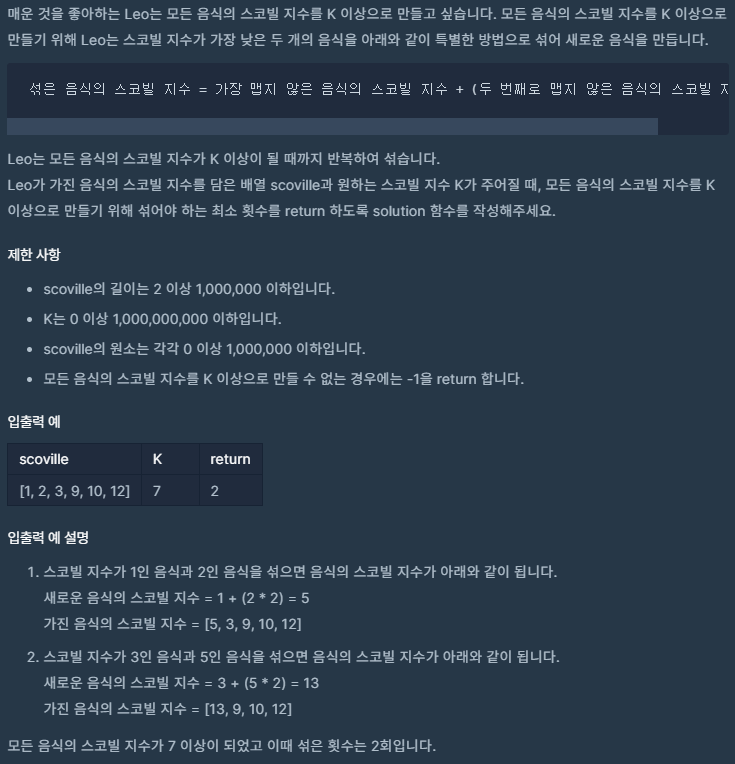 매운 것을 좋아하는 Leo는 모든 음식의 스코빌 지수를 K 이상으로 만들고 싶습니다. 모든 음식의 스코빌 지수를 K 이상으로
만들기 위해 Leo는 스코빌 지수가 가장 낮은 두 개의 음식을 아래와 같이 특별한 방법으로 섞어 새로운 음식을 만듭니다.
섞은 음식의 스코빌 지수 = 가장 맵지 않은 음식의 스코빌 지수 + (두 번째로 맵지 않은 음식의 스코빌
Leo는 모든 음식의 스코빌 지수가 K 이상이 될 때까지 반복하여 섞습니다.
Leo가 가진 음식의 스코빌 지수를 담은 배열 scoville과 원하는 스코빌 지수 K가 주어질 때, 모든 음식의 스코빌 지수를 K
이상으로 만들기 위해 섞어야 하는 최소 횟수를 return 하도록 solution 함수를 작성해주세요.
제한 사항
• scoville의 길이는 2 이상 1,000,000 이하입니다.
• K는 0 이상 1,000,000,000 이하입니다.
• scoville의 원소는 각각 0 이상 1,000,000 이하입니다.
• 모든 음식의 스코빌 지수를 K 이상으로 만들 수 없는 경우에는 -1을 return 합니다.
입출력 예
scoville K return
[1, 2, 3, 9, 10, 12] 7 2
입출력 예 설명
1. 스코빌 지수가 1인 음식과 2인 음식을 섞으면 음식의 스코빌 지수가 아래와 같이 됩니다.
새로운 음식의 스코빌 지수 = 1 + (2 * 2) = 5
가진 음식의 스코빌 지수 = [5, 3, 9, 10, 12]
2. 스코빌 지수가 3인 음식과 5인 음식을 섞으면 음식의 스코빌 지수가 아래와 같이 됩니다.
새로운 음식의 스코빌 지수 = 3 + (5 * 2) = 13
가진 음식의 스코빌 지수 = [13, 9, 10, 12]
모든 음식의 스코빌 지수가 7 이상이 되었고 이때 섞은 횟수는 2회입니다.